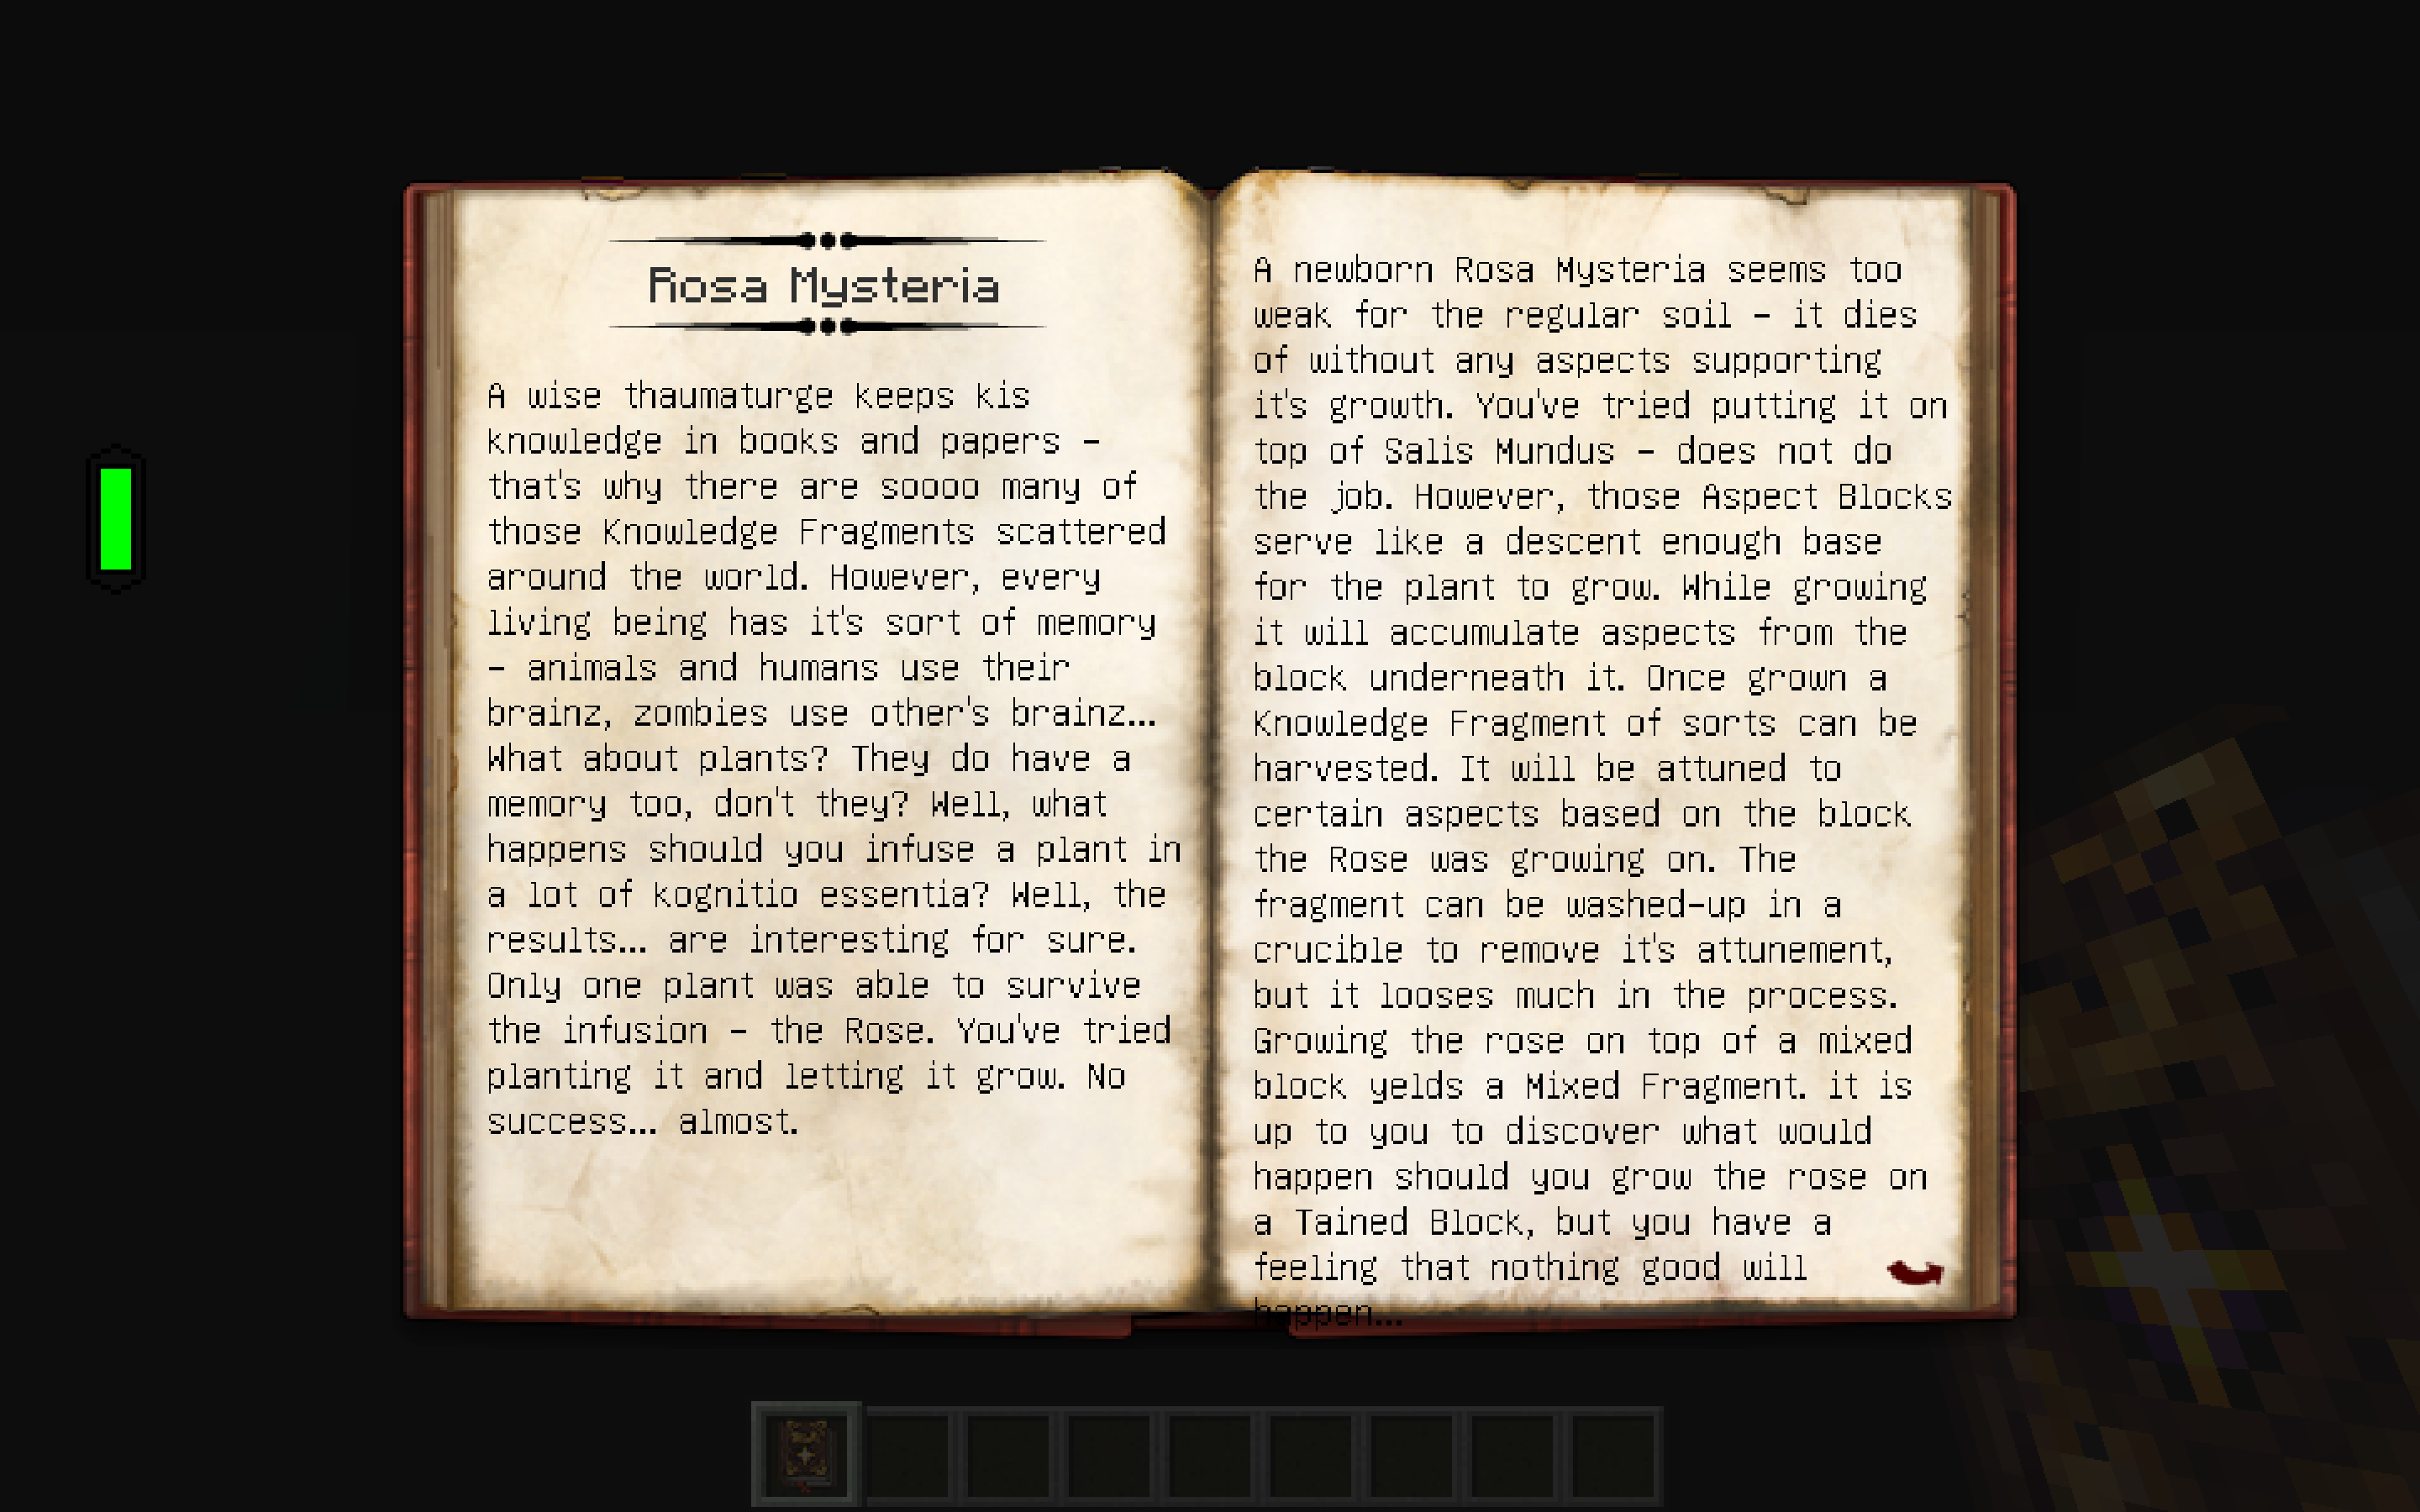 Rosa Mysteria
A wise thaumaturge keeps kis
knowledge in books and papers -
that's why there are soooo many of
those Knowledge Fragments scattered
around the world. However, every
living being has it's sort of memory
- animals and humans use their
brainz, zombies use other's brainz...
What about plants? They do have a
memory too, don't they? Well, what
happens should you infuse a plant in
a lot of kognitio essentia? Well, the
results... are interesting for sure.
Only one plant was able to survive
the infusion - the Rose. You've tried
planting it and letting it grow. No
success... almost.
A newborn Rosa Mysteria seems too
weak for the regular soil - it dies
of without any aspects supporting
it's growth. You've tried putting it on
top of Salis Mundus - does not do
the job. However, those Aspect Blocks
serve like a descent enough base
for the plant to grow. While growing
it will accumulate aspects from the
block underneath it. Once grown a
Knowledge Fragment of sorts can be
harvested. It will be attuned to
certain aspects based on the block
the Rose was growing on. The
fragment can be washed-up in a
crucible to remove it's attunement,
but it looses much in the process.
Growing the rose on top of a mixed
block yelds a Mixed Fragment. it is
up to you to discover what would
happen should you grow the rose on
a Tained Block, but you have a
feeling that nothing good will
happen...